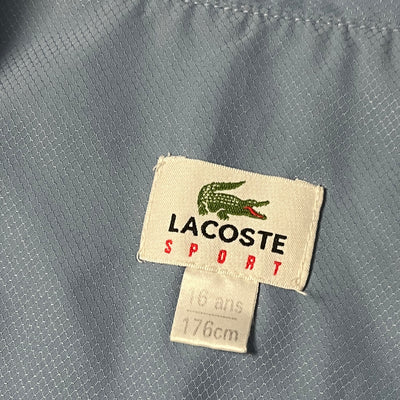 LACOSTE
SPORT
16 ans
176cm